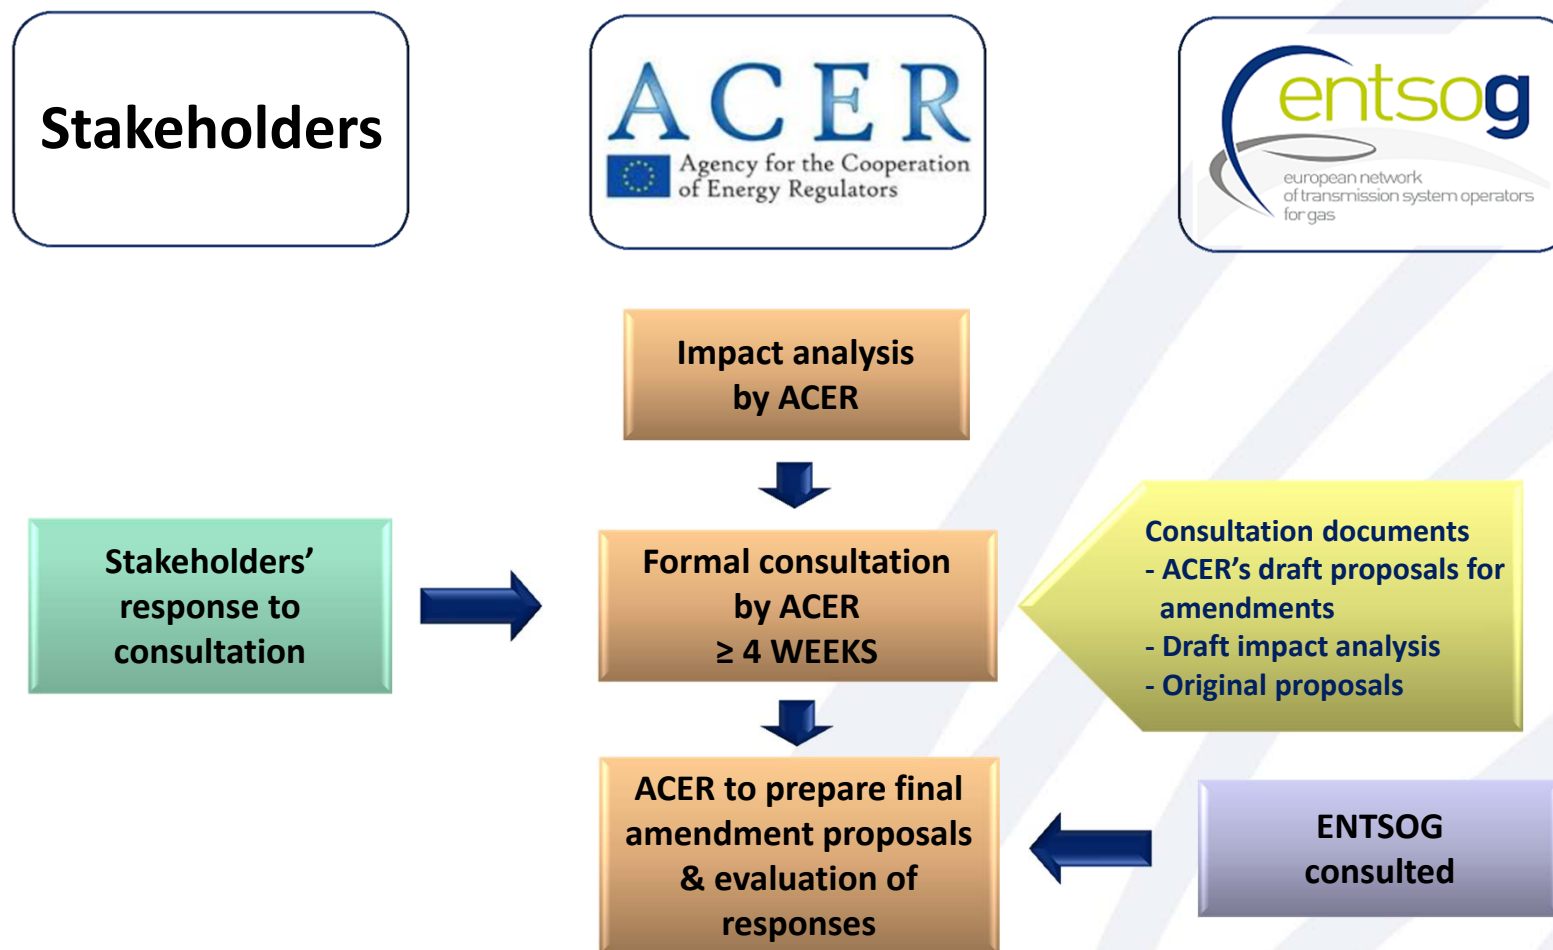 Stakeholders
ACER
Agency for the Cooperation
of Energy Regulators
entsog
european network
of transmission system operators
for gas
Impact analysis
by ACER
Stakeholders’
response to
consultation
Formal consultation
by ACER
≥ 4 WEEKS
Consultation documents
- ACER’s draft proposals for
amendments
- Draft impact analysis
- Original proposals
ACER to prepare final
amendment proposals
& evaluation of
responses
ENTSOG
consulted